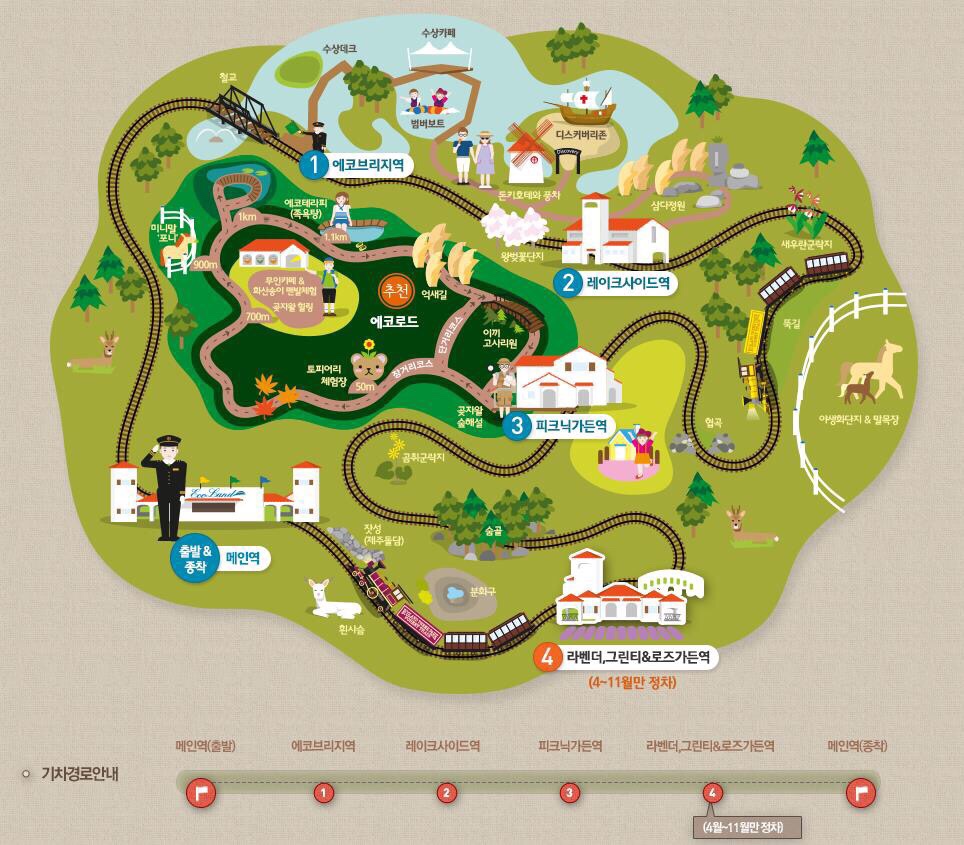 수상카페
수상데크
철교
범버보트
디스커버리존
Discovery
1 에코브리지역
돈키호테와 풍차
삼다정원
에코테라피
(족욕탕)
1km
1.1km
미니말
'포니'
새우란군락지
왕벚꽃단지
900m
무인카페 &
화산송이 맨발체험
곶자왈 힐링
추천
억새길
2 레이크사이드역
700m
에코로드
뚝길
단거리코스
이끼
고사리원
토피어리
체험장
장거리코스
50m
곶자왈
숲해설
3 피크닉가든역
협곡
야생화단지 & 말목장
곰취군락지
Eco Land
잣성
(제주돌담)
숲골
출발 &
종착
메인역
분화구
흰사슴
4 라벤더,그린티&로즈가든역
(4~11월만 정차)
메인역(출발)
에코브리지역
레이크사이드역
피크닉가든역
라벤더,그린티&로즈가든역
메인역(종착)
기차경로안내
1
2
3
4
(4월~11월만 정차)